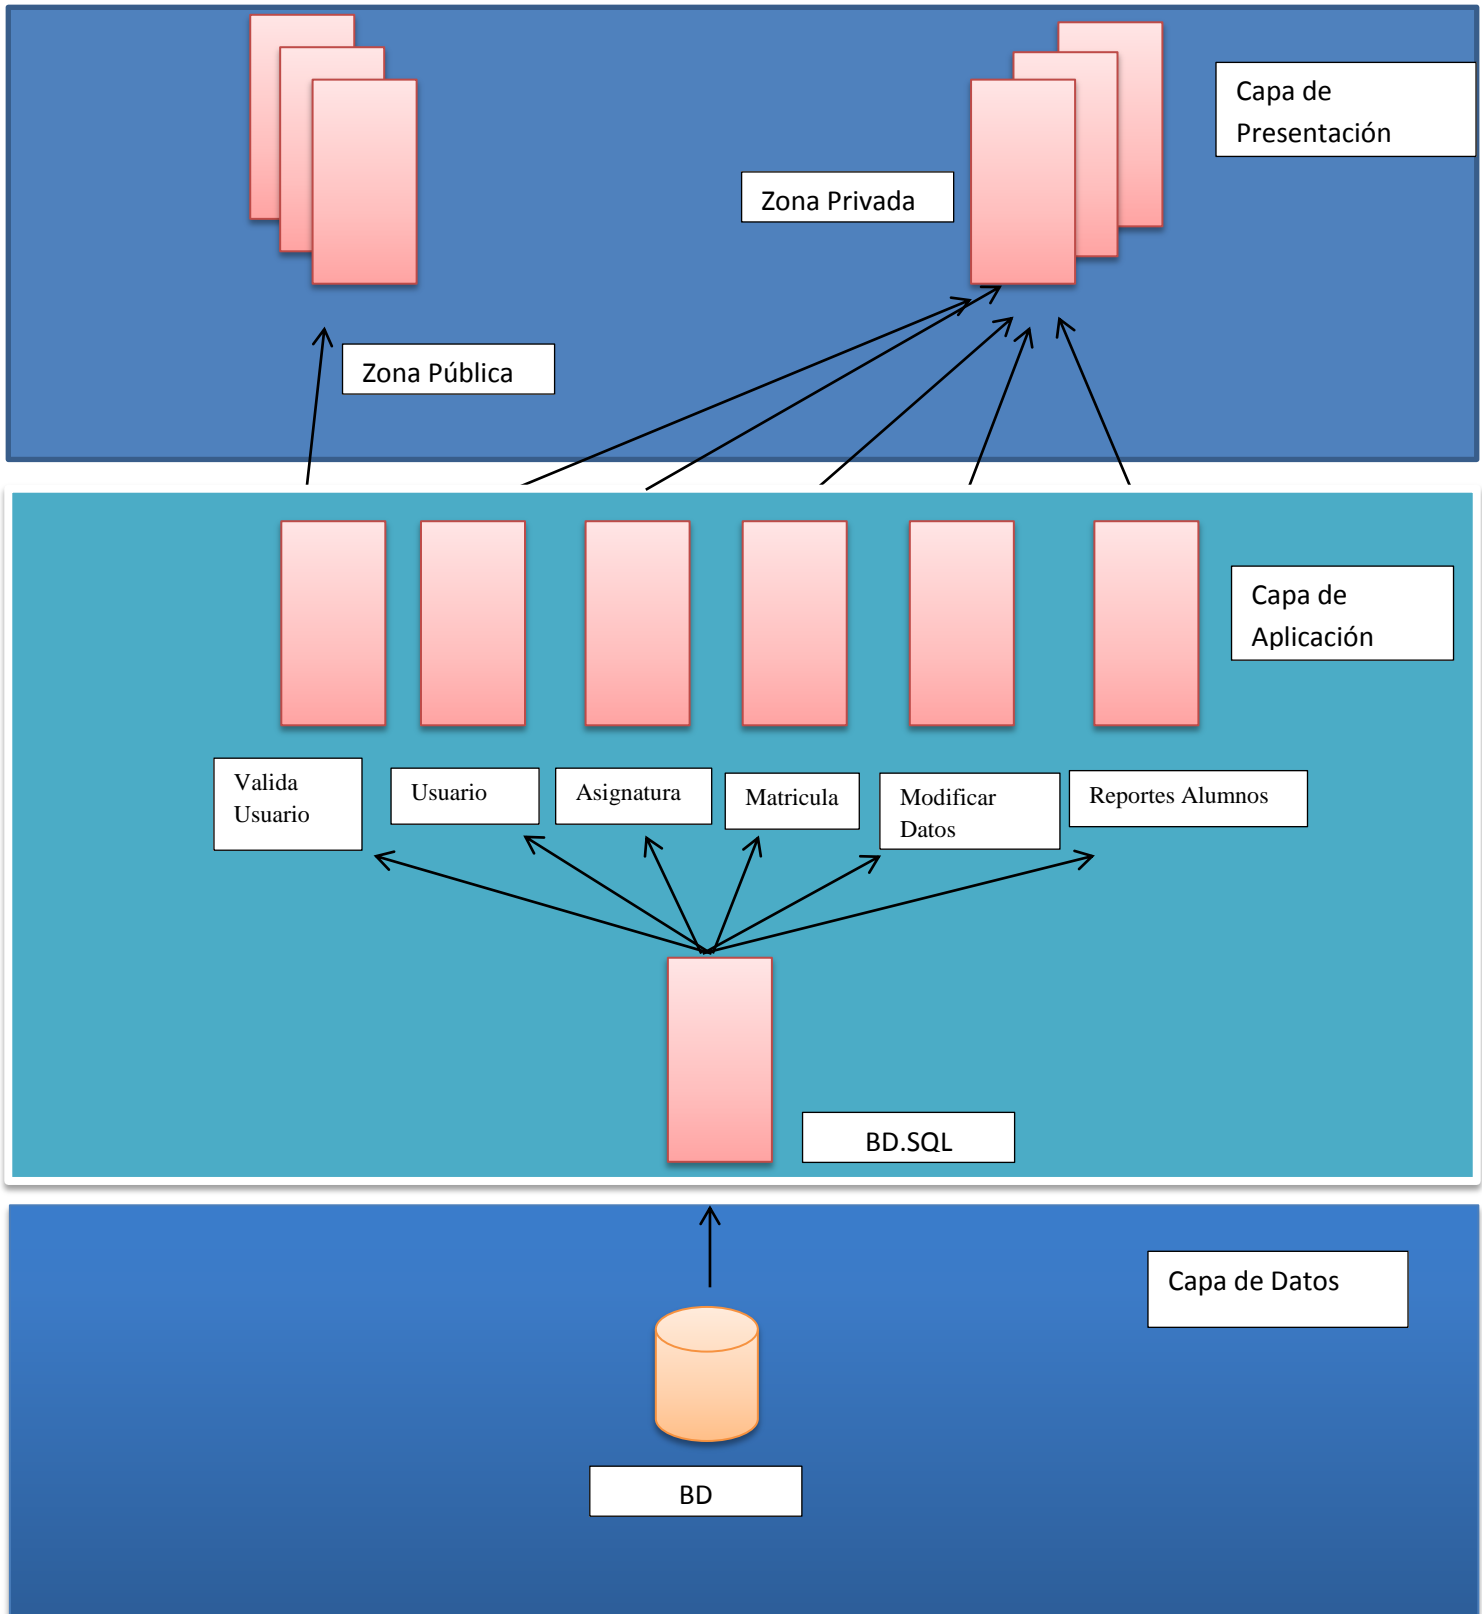 Capa de
Presentación
Zona Privada
Zona Pública
Capa de
Aplicación
Valida
Usuario
Usuario
Asignatura
Matricula
Modificar
Datos
Reportes Alumnos
BD.SQL
Capa de Datos
BD